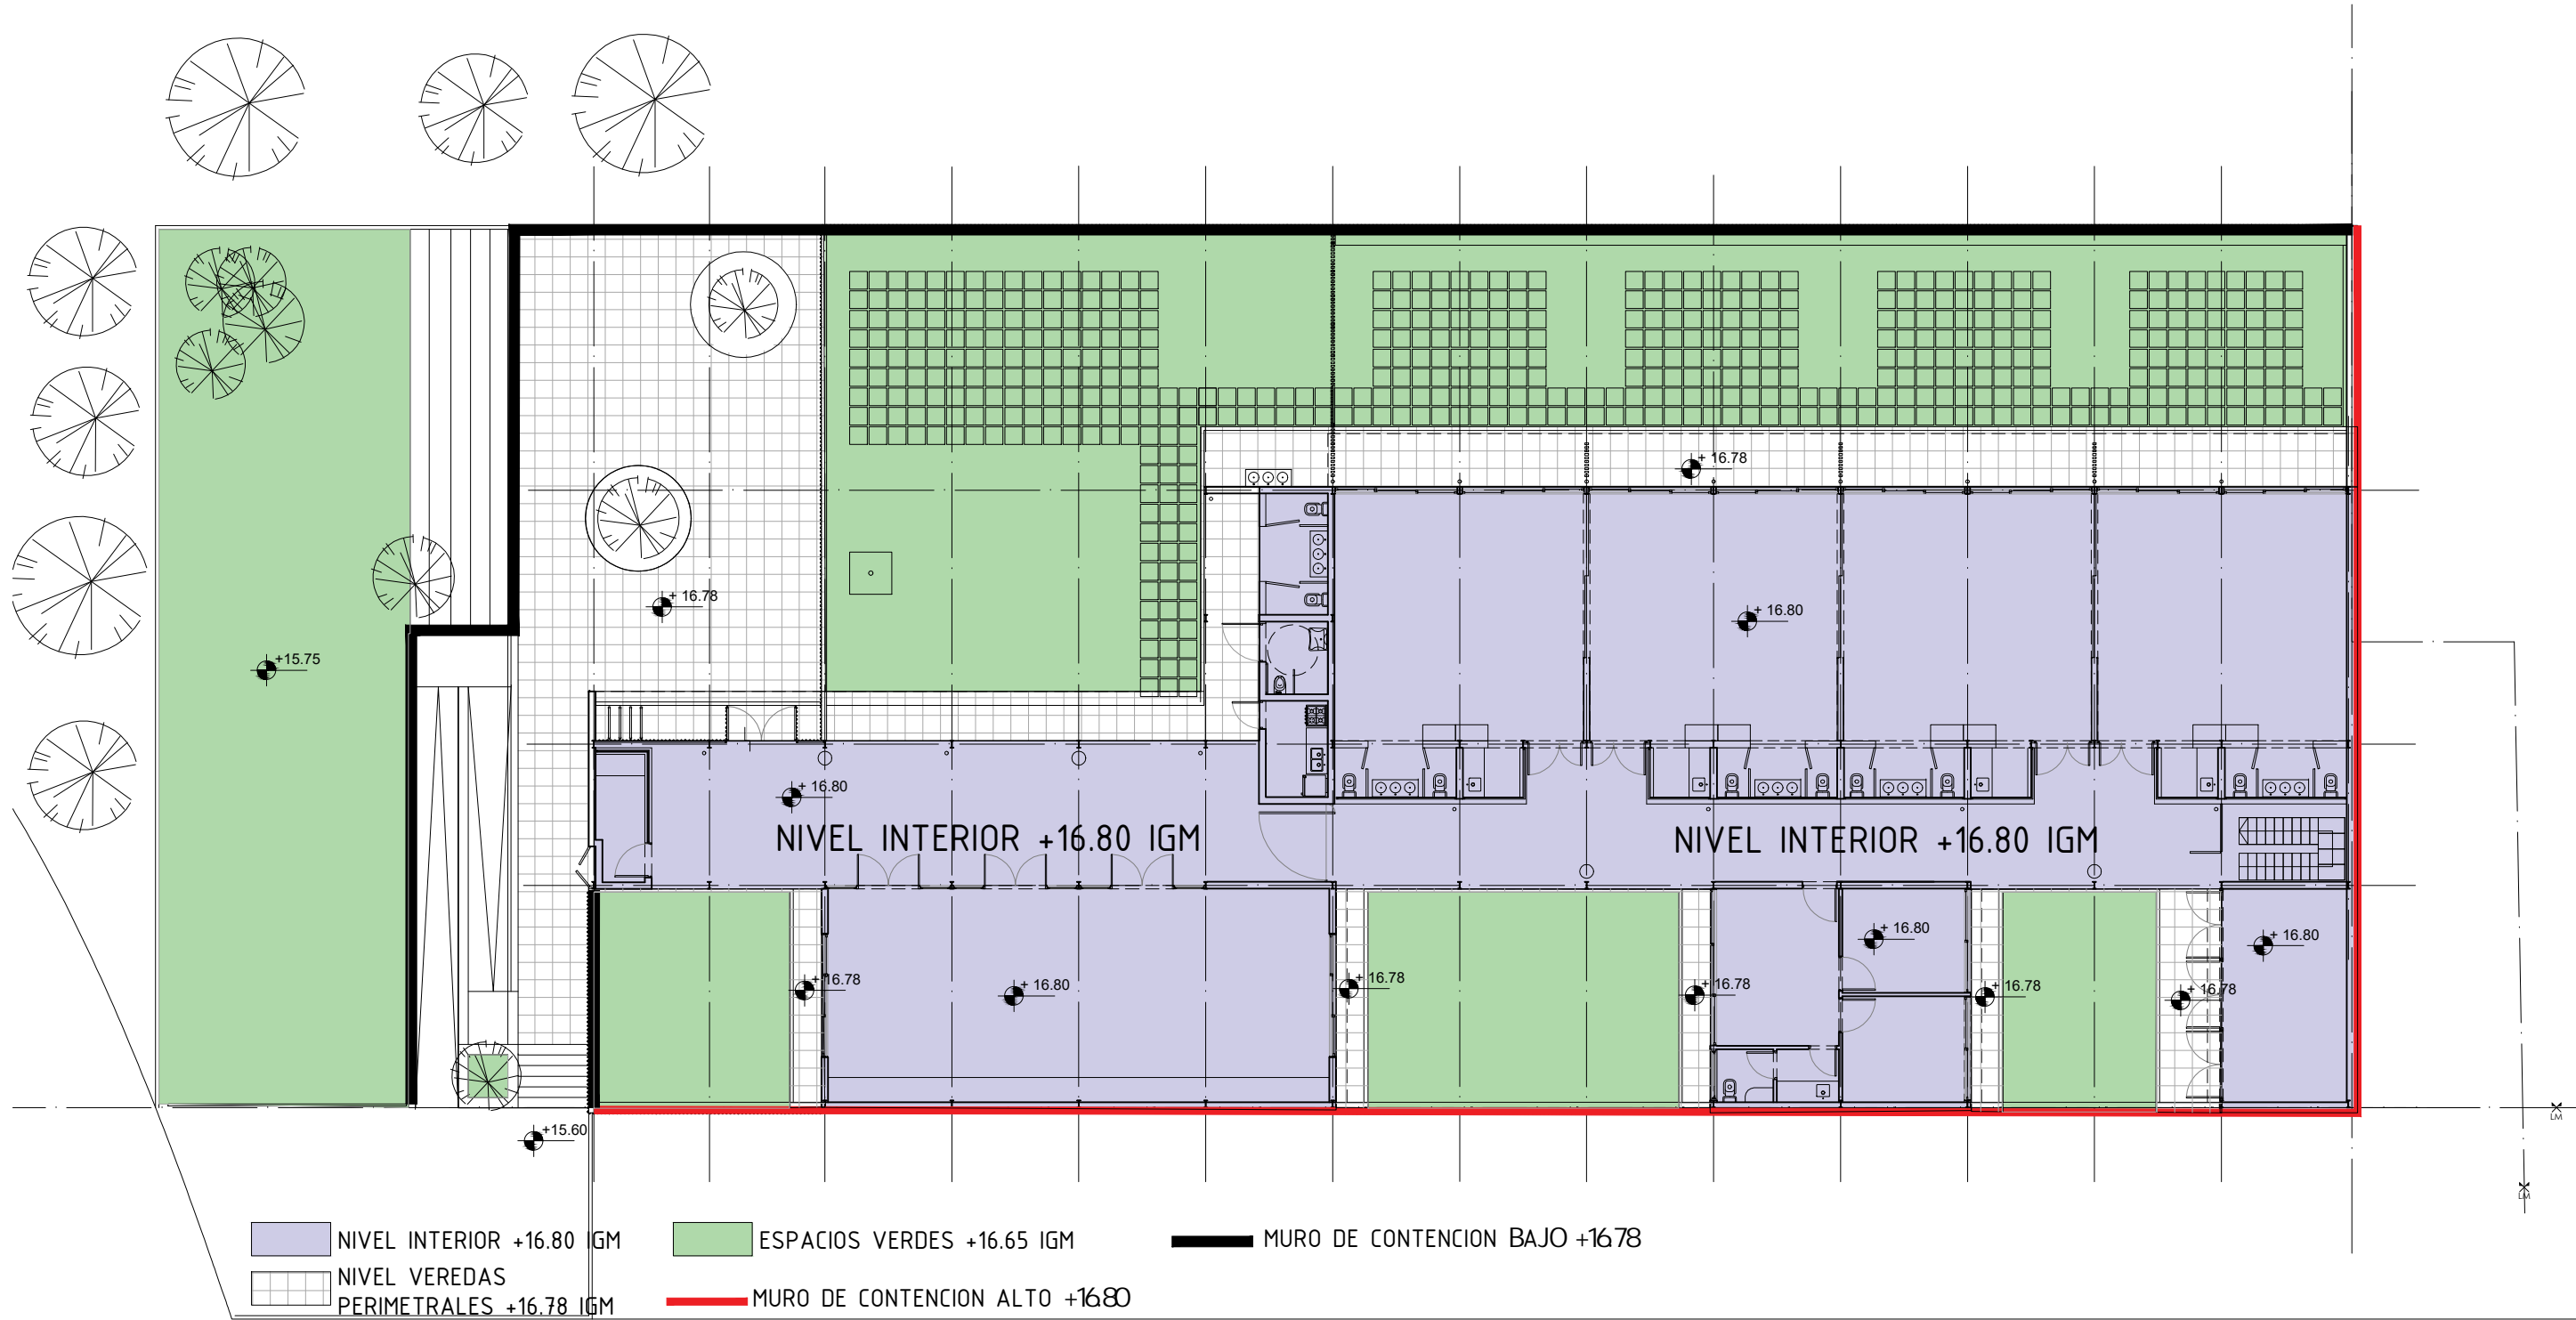 + 16.78
+ 16.78
+ 16.80
+15.75
+ 16.80
NIVEL INTERIOR +16.80 IGM
NIVEL INTERIOR +16.80 IGM
+ 16.80
+ 16.80
+ 16.78
+ 16.80
+ 16.78
+ 16.78
+ 16.78
+ 16.78
LM
+15.60
LM
NIVEL INTERIOR +16.80 IGM
ESPACIOS VERDES +16.65 IGM
MURO DE CONTENCION BAJO +16.78
NIVEL VEREDAS
PERIMETRALES +16.78 IGM
MURO DE CONTENCION ALTO +16.80